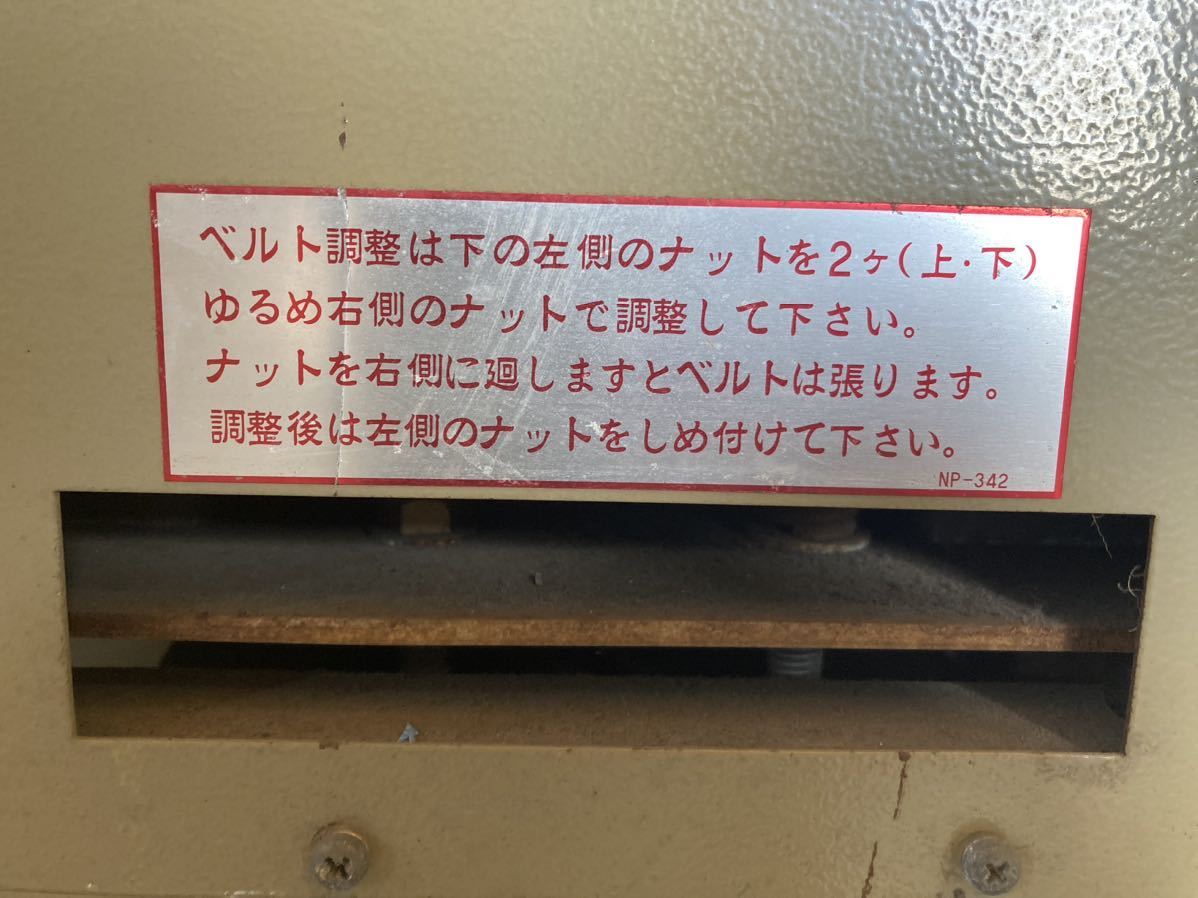 ベルト調整は下の左側のナットを2ヶ(上・下)
ゆるめ右側のナットで調整して下さい。
ナットを右側に廻しますとベルトは張ります。
調整後は左側のナットをしめ付けて下さい。
NP-342